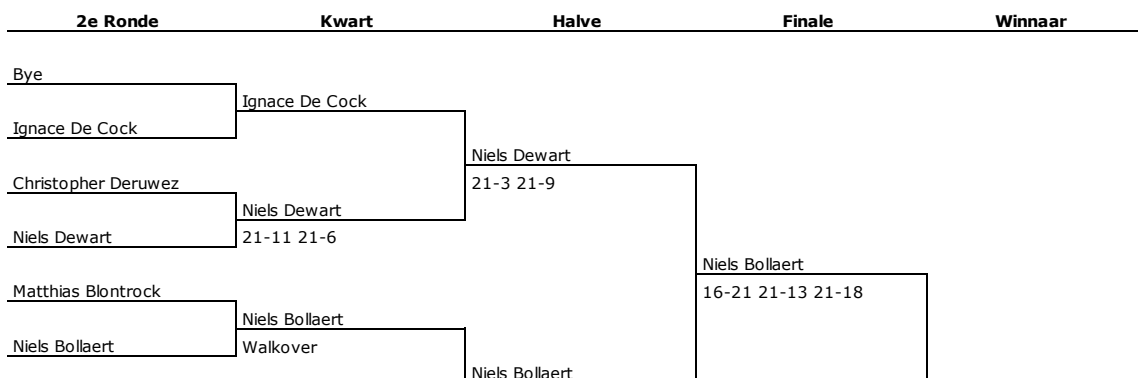 2e Ronde Kwart Halve Finale Winnaar
Bye
Ignace De Cock
Ignace De Cock
Niels Dewart
Christopher Deruwez
21-3 21-9
Niels Dewart
Niels Dewart
21-11 21-6
Niels Bollaert
Matthias Blontrock
16-21 21-13 21-18
Niels Bollaert
Niels Bollaert
Walkover
Niels Bollaert